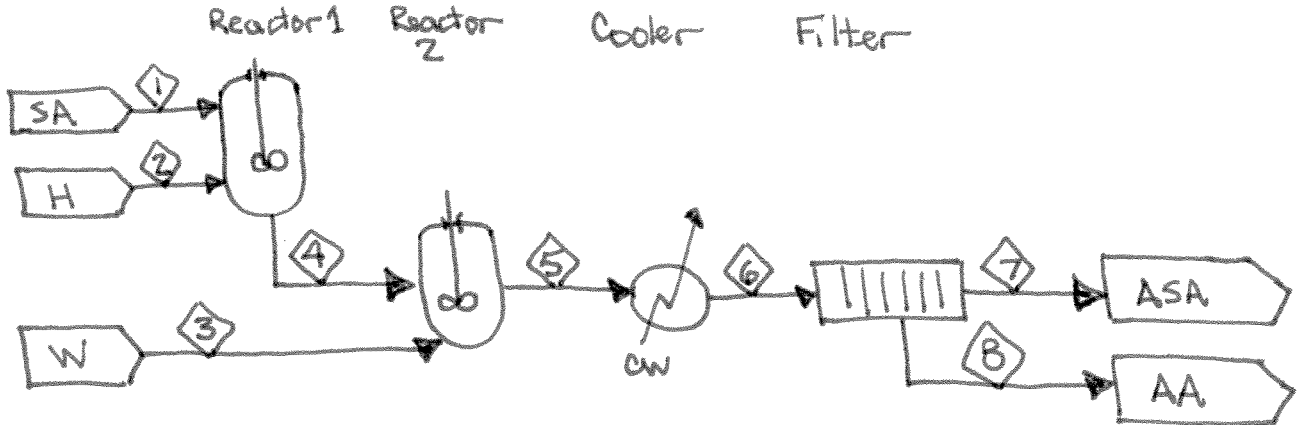 Reactor 1 Reactor 2 Cooler Filter
SA
1
H
2
4
W
3
5
CW
6
7
ASA
8
AA